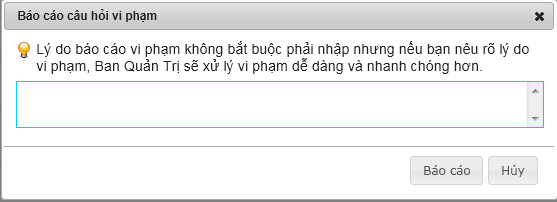 Báo cáo câu hỏi vi phạm
Lý do báo cáo vi phạm không bắt buộc phải nhập nhưng nếu bạn nêu rõ lý do
vi phạm, Ban Quản Trị sẽ xử lý vi phạm dễ dàng và nhanh chóng hơn.
Báo cáo Hủy